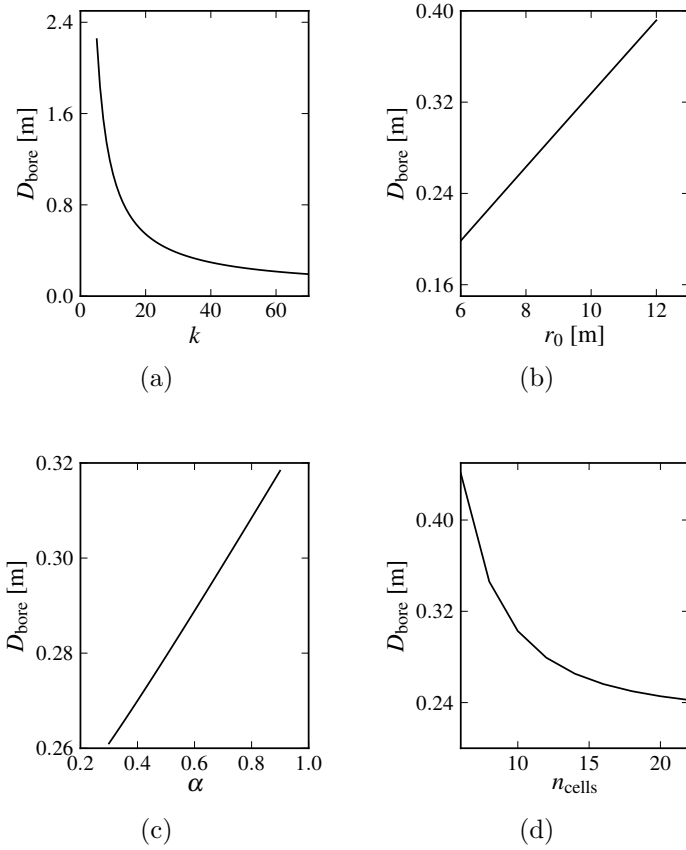 2.4
1.6
0.8
0.0
D_bore [m]
0 20 40 60
k
(a)
0.40
0.32
0.24
0.16
D_bore [m]
6 8 10 12
r_0 [m]
(b)
0.32
0.30
0.28
0.26
D_bore [m]
0.2 0.4 0.6 0.8 1.0
α
(c)
0.40
0.32
0.24
D_bore [m]
10 15 20
n_cells
(d)